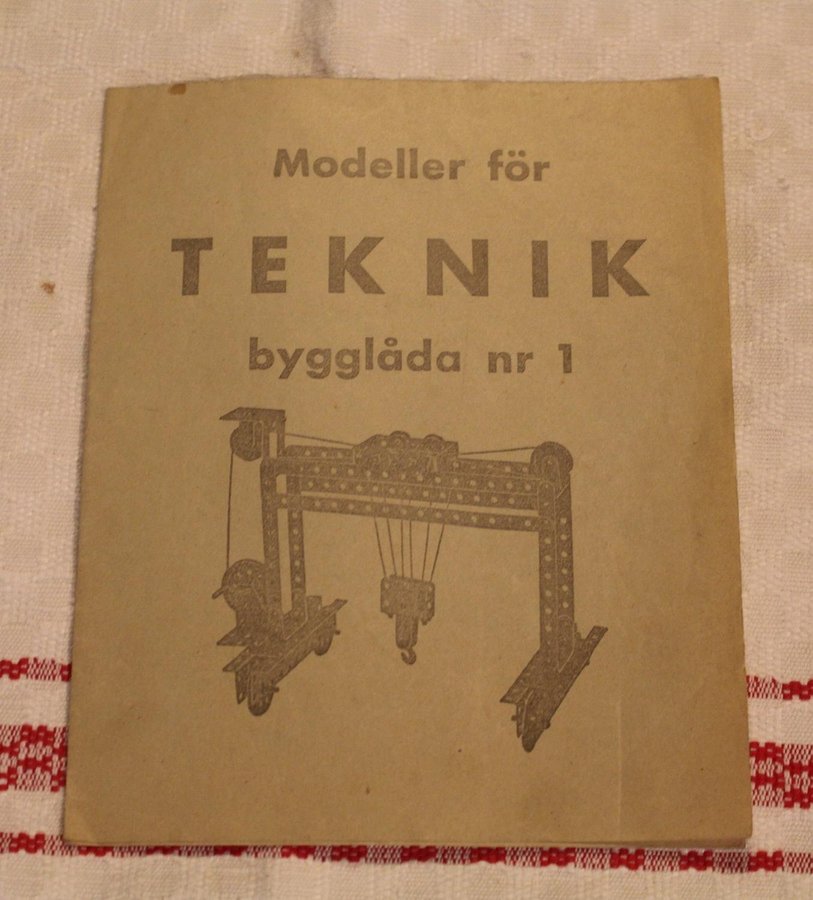 Modeller för
TEKNIK
bygglåda nr 1